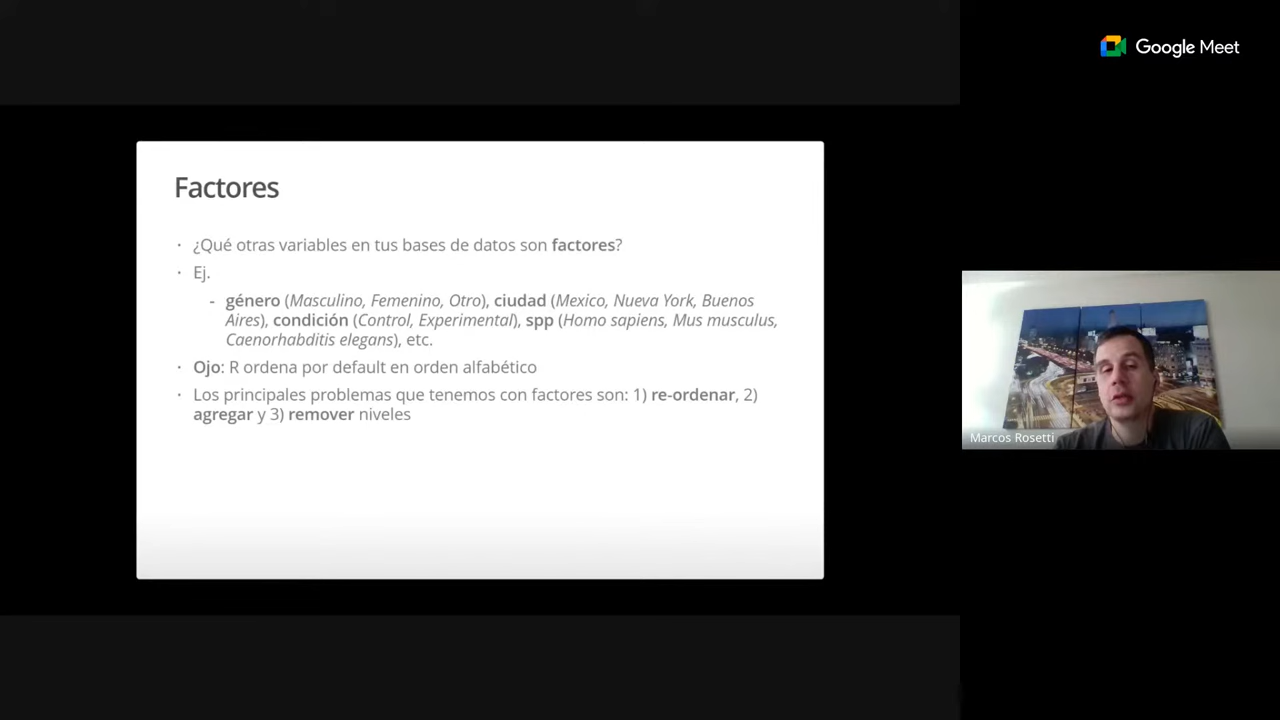 Google Meet
Factores
· ¿Qué otras variables en tus bases de datos son factores?
· Ej.
- género (Masculino, Femenino, Otro), ciudad (Mexico, Nueva York, Buenos
Aires), condición (Control, Experimental), spp (Homo sapiens, Mus musculus,
Caenorhabditis elegans), etc.
· Ojo: R ordena por default en orden alfabético
· Los principales problemas que tenemos con factores son: 1) re-ordenar, 2)
agregar y 3) remover niveles
Marcos Rosetti